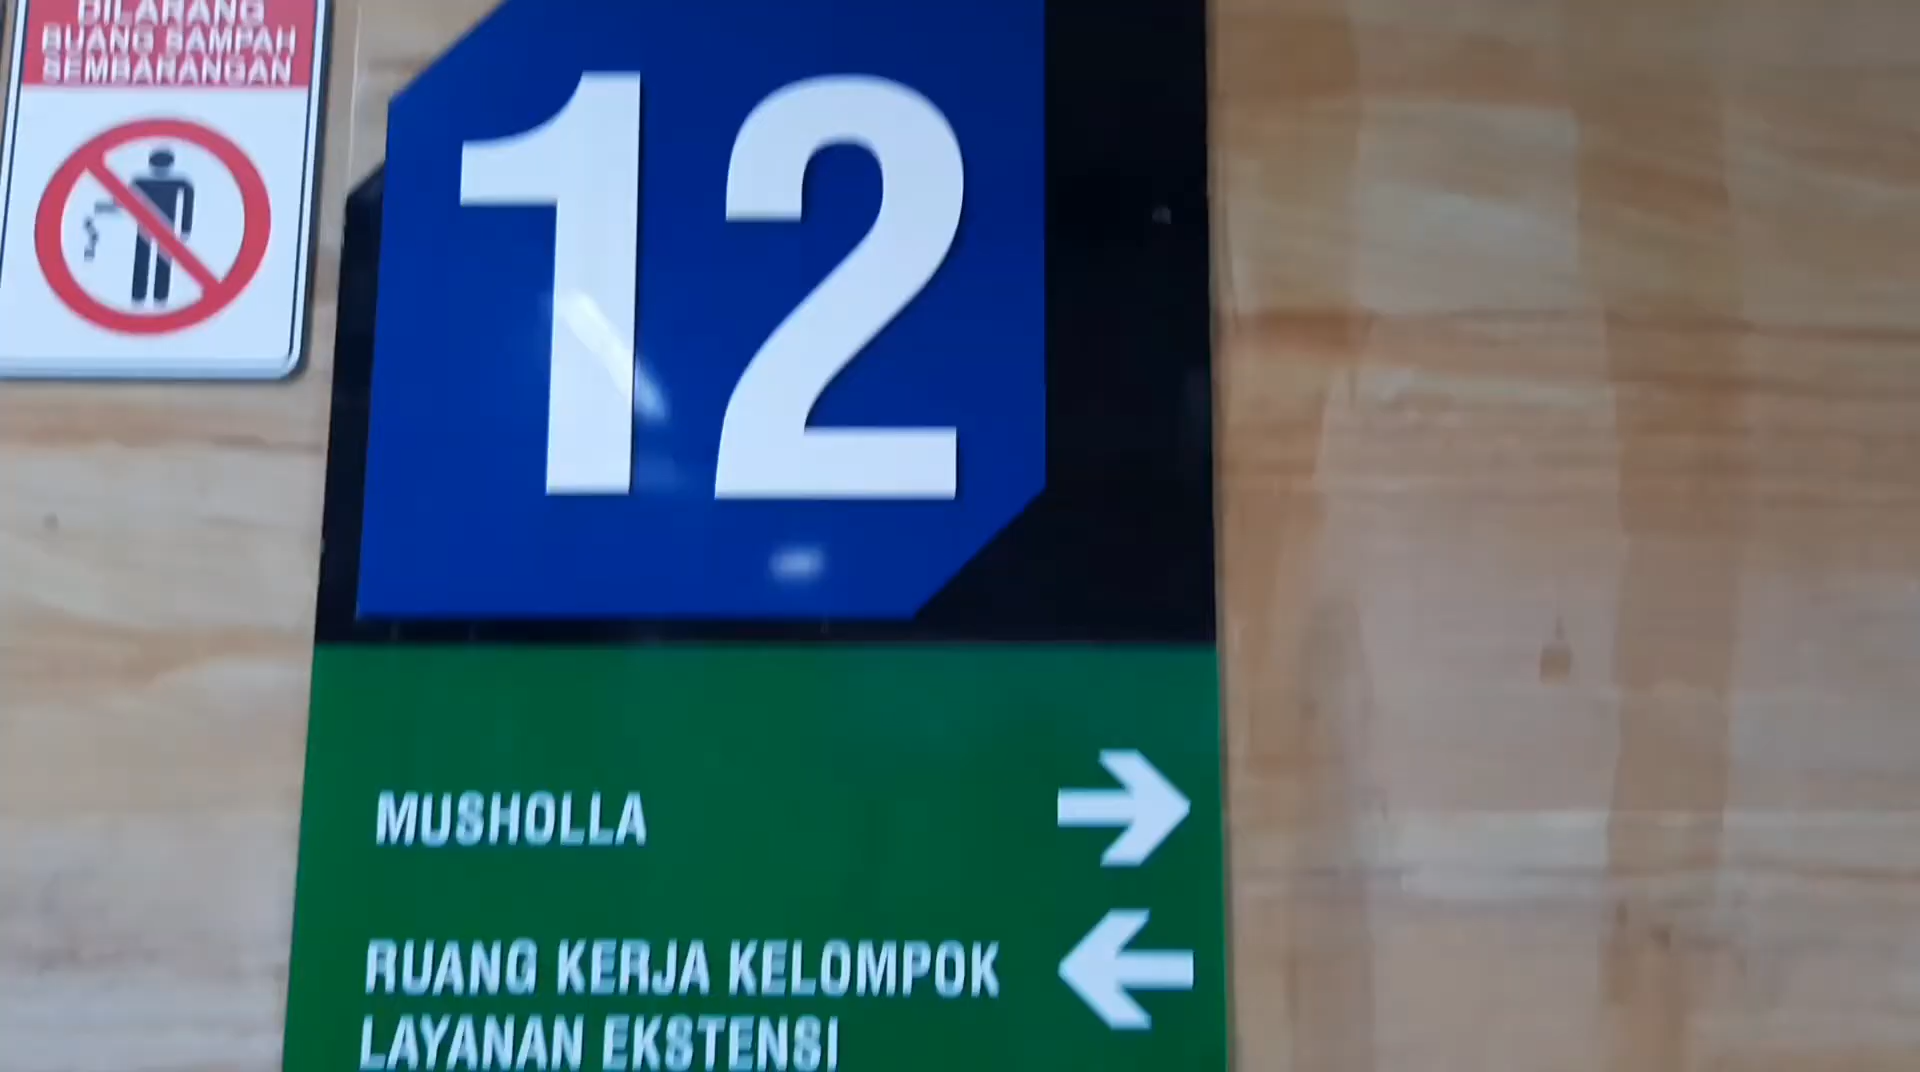 DILARANG
BUANG SAMPAH
SEMBARANGAN
12
MUSHOLLA
RUANG KERJA KELOMPOK
LAYANAN EKSTENSI